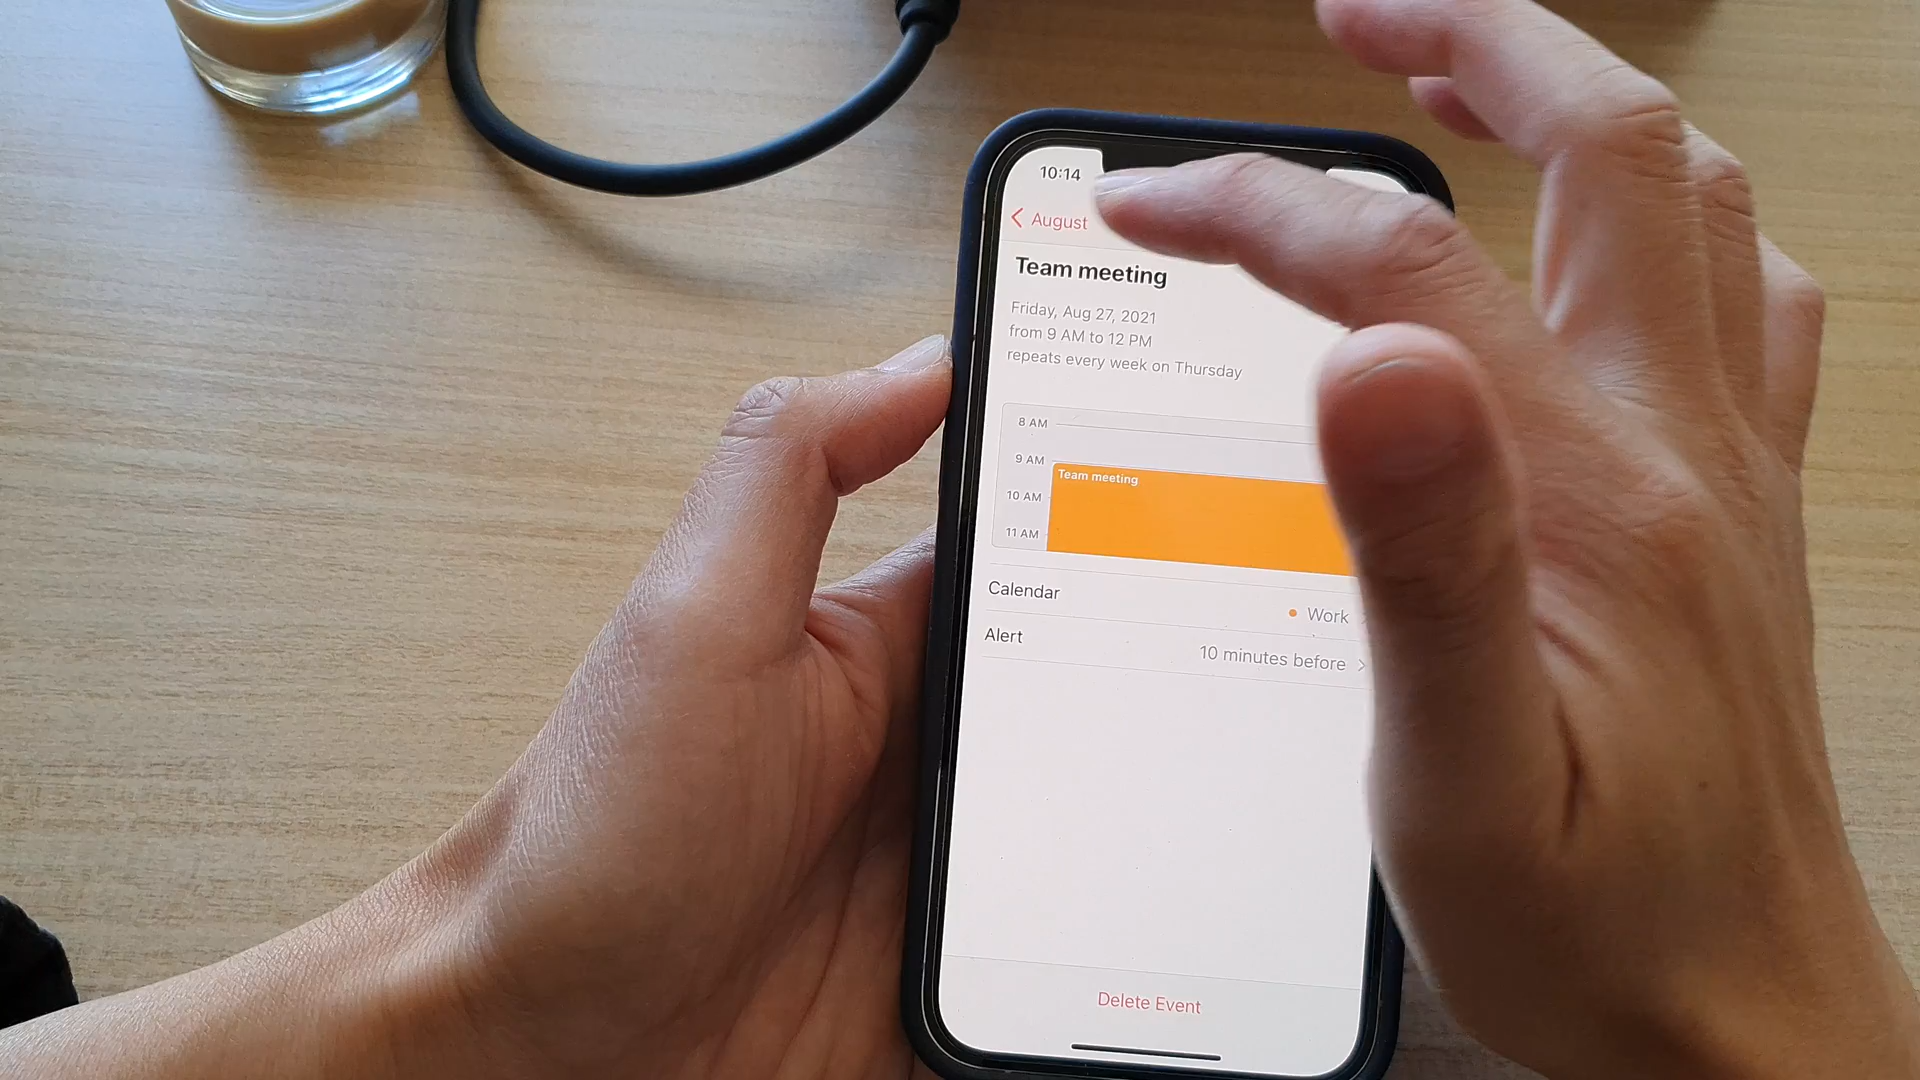 10:14
August
Team meeting
Friday, Aug 27, 2021
from 9 AM to 12 PM
repeats every week on Thursday
8 AM
9 AM
Team meeting
10 AM
11 AM
Calendar
Work
Alert
10 minutes before
Delete Event